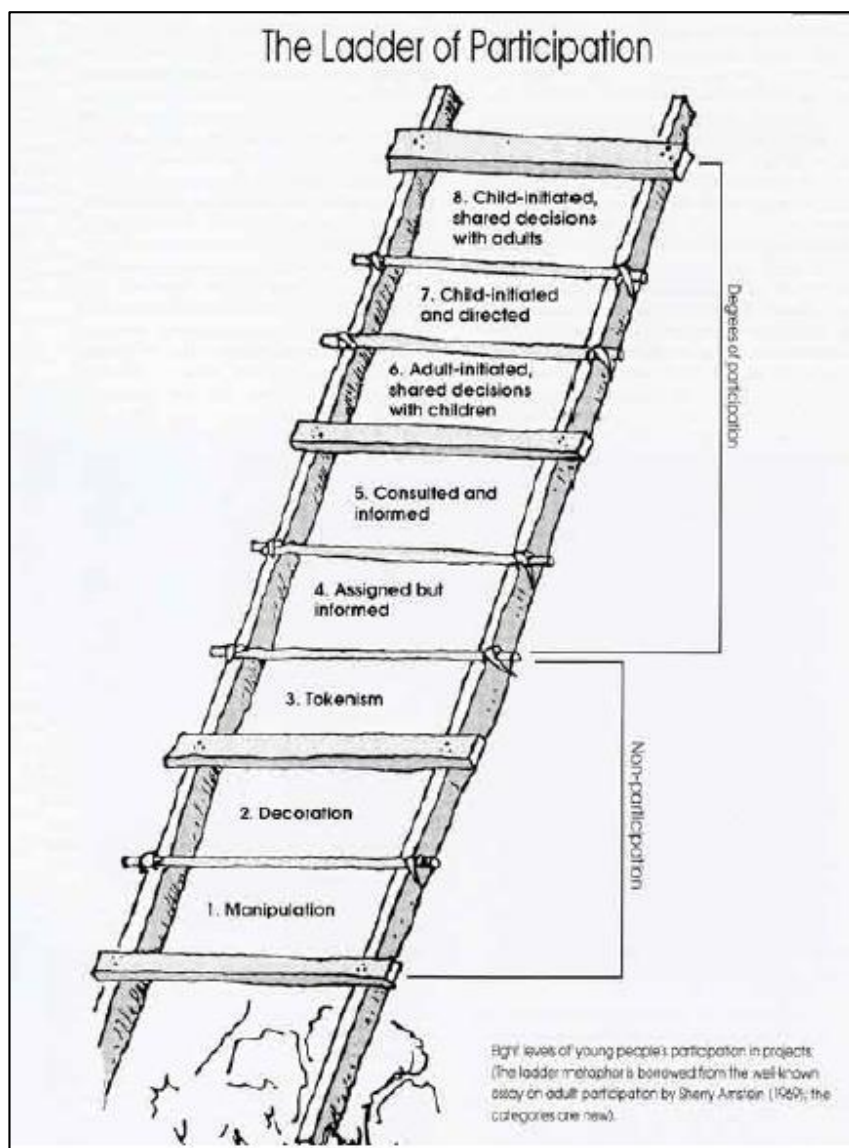 The Ladder of Participation
8. Child-initiated,
shared decisions
with adults
7. Child-initiated
and directed
6. Adult-initiated,
shared decisions
with children
5. Consulted and
informed
4. Assigned but
informed
3. Tokenism
2. Decoration
1. Manipulation
Degrees of participation
Non-participation
Eight levels of young people's participation in projects.
(The ladder metaphor is borrowed from the well-known
essay on adult participation by Sherry Arnstein (1969); the
categories are new).